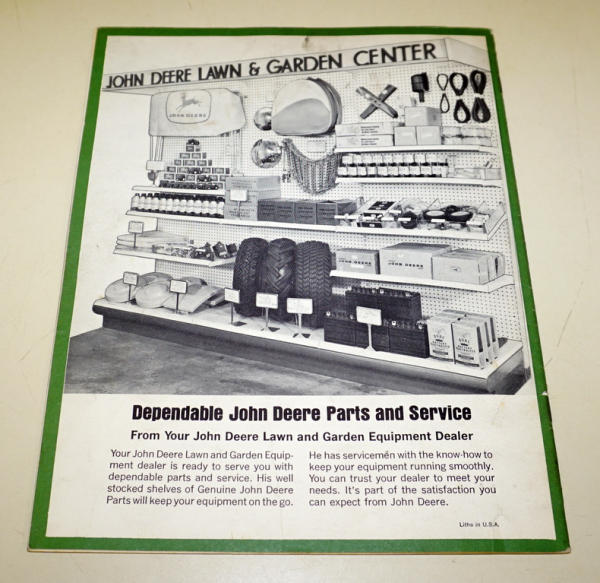 JOHN DEERE LAWN & GARDEN CENTER
JOHN DEERE
JOHN DEERE
Dependable John Deere Parts and Service
From Your John Deere Lawn and Garden Equipment Dealer
Your John Deere Lawn and Garden Equip-
ment dealer is ready to serve you with
dependable parts and service. His well
stocked shelves of Genuine John Deere
Parts will keep your equipment on the go.
He has servicemen with the know-how to
keep your equipment running smoothly.
You can trust your dealer to meet your
needs. It's part of the satisfaction you
can expect from John Deere.
Litho in U.S.A.